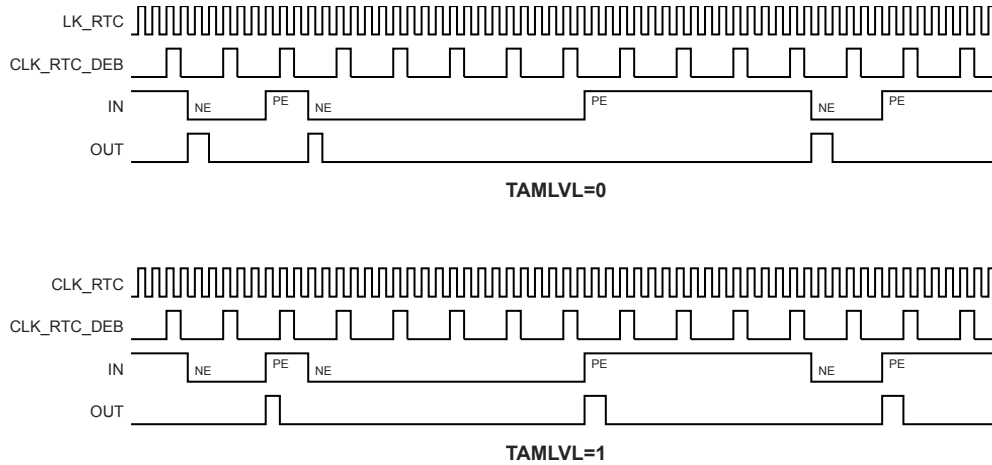 LK_RTC
CLK_RTC_DEB
IN NE PE NE PE NE PE
OUT
TAMLVL=0
CLK_RTC
CLK_RTC_DEB
IN NE PE NE PE NE PE
OUT
TAMLVL=1